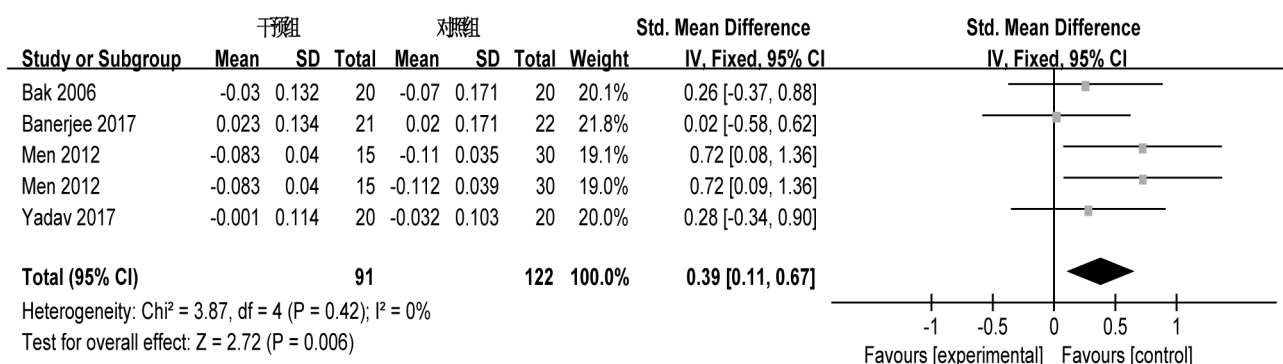 干预组 对照组 Std. Mean Difference Std. Mean Difference
Study or Subgroup Mean SD Total Mean SD Total Weight IV, Fixed, 95% CI IV, Fixed, 95% CI
Bak 2006 -0.03 0.132 20 -0.07 0.171 20 20.1% 0.26 [-0.37, 0.88]
Banerjee 2017 0.023 0.134 21 0.02 0.171 22 21.8% 0.02 [-0.58, 0.62]
Men 2012 -0.083 0.04 15 -0.11 0.035 30 19.1% 0.72 [0.08, 1.36]
Men 2012 -0.083 0.04 15 -0.112 0.039 30 19.0% 0.72 [0.09, 1.36]
Yadav 2017 -0.001 0.114 20 -0.032 0.103 20 20.0% 0.28 [-0.34, 0.90]
Total (95% CI) 91 122 100.0% 0.39 [0.11, 0.67]
Heterogeneity: Chi² = 3.87, df = 4 (P = 0.42); I² = 0%
Test for overall effect: Z = 2.72 (P = 0.006)
-1 -0.5 0 0.5 1
Favours [experimental] Favours [control]